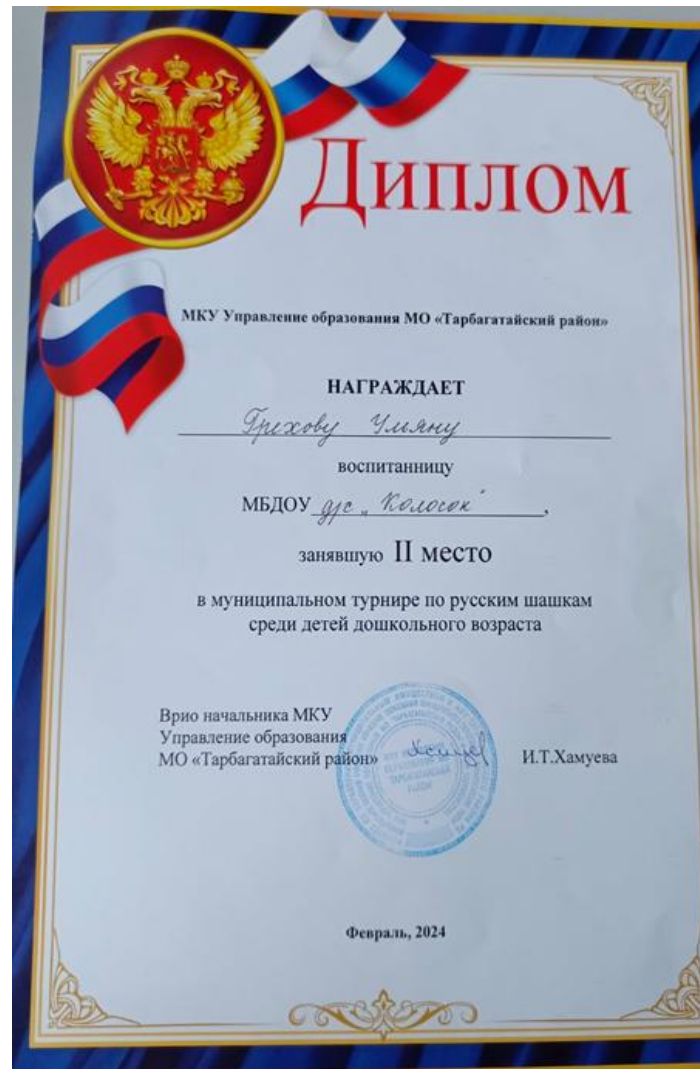 Диплом
МКУ Управление образования МО «Тарбагатайский район»
НАГРАЖДАЕТ
Грехову Ульяну
воспитанницу
МБДОУ д/с „Колосок",
занявшую II место
в муниципальном турнире по русским шашкам
среди детей дошкольного возраста
Врио начальника МКУ
Управление образования
МО «Тарбагатайский район»
И.Т.Хамуева
Февраль, 2024